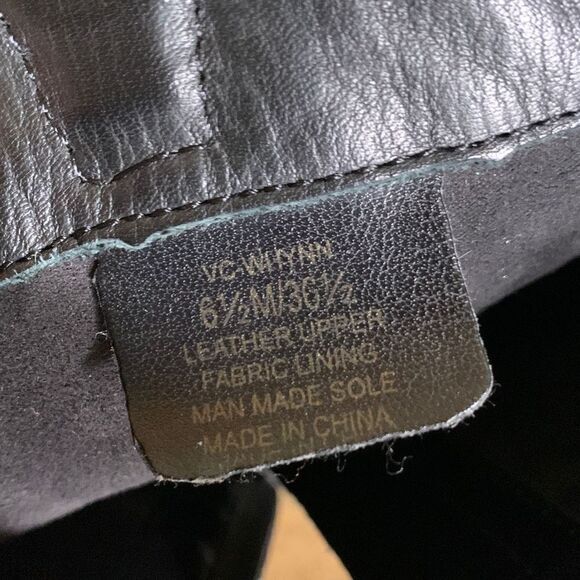 VC-WHYNN
6½M/36½
LEATHER UPPER
FABRIC LINING
MAN MADE SOLE
MADE IN CHINA